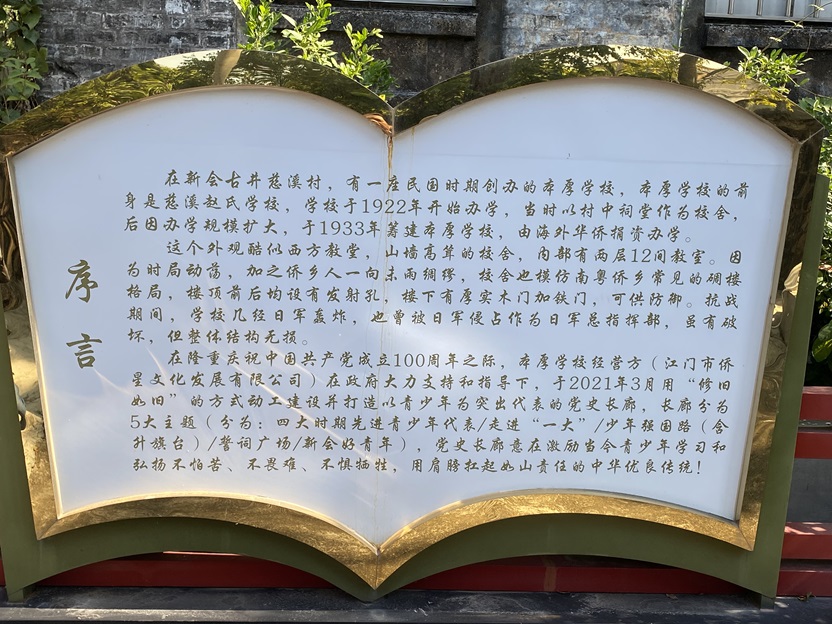 序言
在新会古井慈溪村，有一座民国时期创办的本厚学校，本厚学校的前
身是慈溪赵氏学校，学校于1922年开始办学，当时以村中祠堂作为校舍，
后因办学规模扩大，于1933年筹建本厚学校，由海外华侨捐资办学。
这个外观酷似西方教堂，山墙高耸的校舍，内部有两层12间教室。因
为时局动荡，加之侨乡人一向未雨绸缪，校舍也模仿南粤侨乡常见的碉楼
格局，楼顶前后均设有发射孔，楼下有厚实木门加铁门，可供防御。抗战
期间，学校几经日军轰炸，也曾被日军侵占作为日军总指挥部，虽有破
坏，但整体结构无损。
在隆重庆祝中国共产党成立100周年之际，本厚学校经营方（江门市侨
星文化发展有限公司）在政府大力支持和指导下，于2021年3月用“修旧
如旧”的方式动工建设并打造以青少年为突出代表的党史长廊，长廊分为
5大主题（分为：四大时期先进青少年代表/走进“一大”/少年强国路（含
升旗台）/誓词广场/新会好青年），党史长廊意在激励当今青少年学习和
弘扬不怕苦、不畏难、不惧牺牲，用肩膀扛起如山责任的中华优良传统！